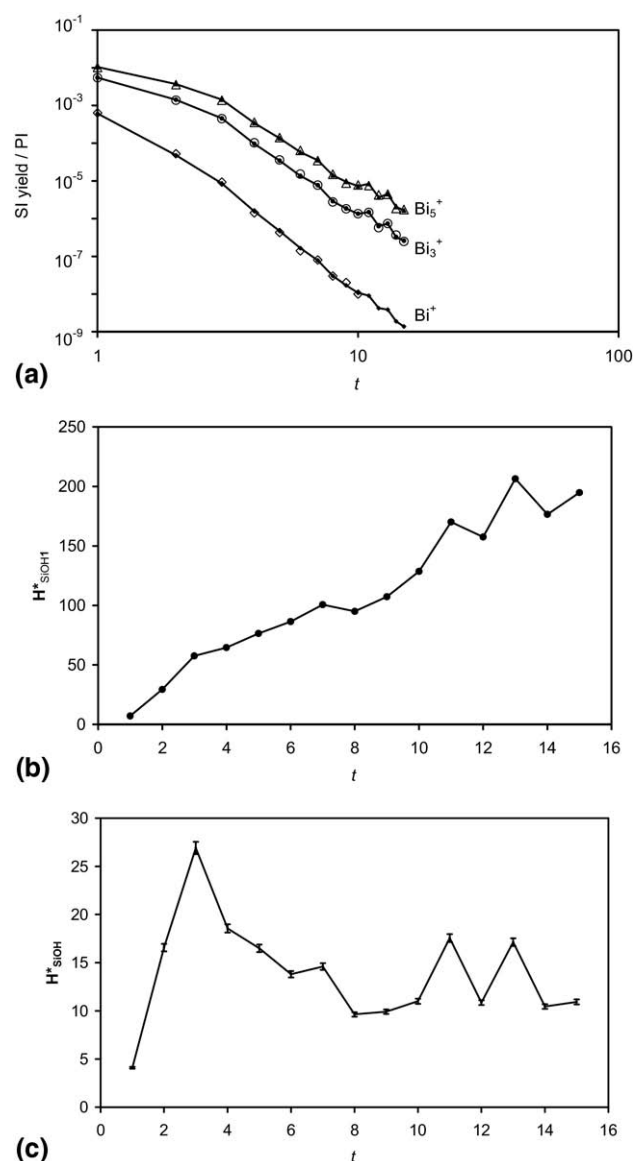 10⁻¹
10⁻³
10⁻⁵
10⁻⁷
10⁻⁹
SI yield / PI
Bi₅⁺
Bi₃⁺
Bi⁺
1 10 100
t
(a)
250
200
150
100
50
0
H*SiOH1
0 2 4 6 8 10 12 14 16
t
(b)
30
25
20
15
10
5
0
H*SiOH
0 2 4 6 8 10 12 14 16
t
(c)